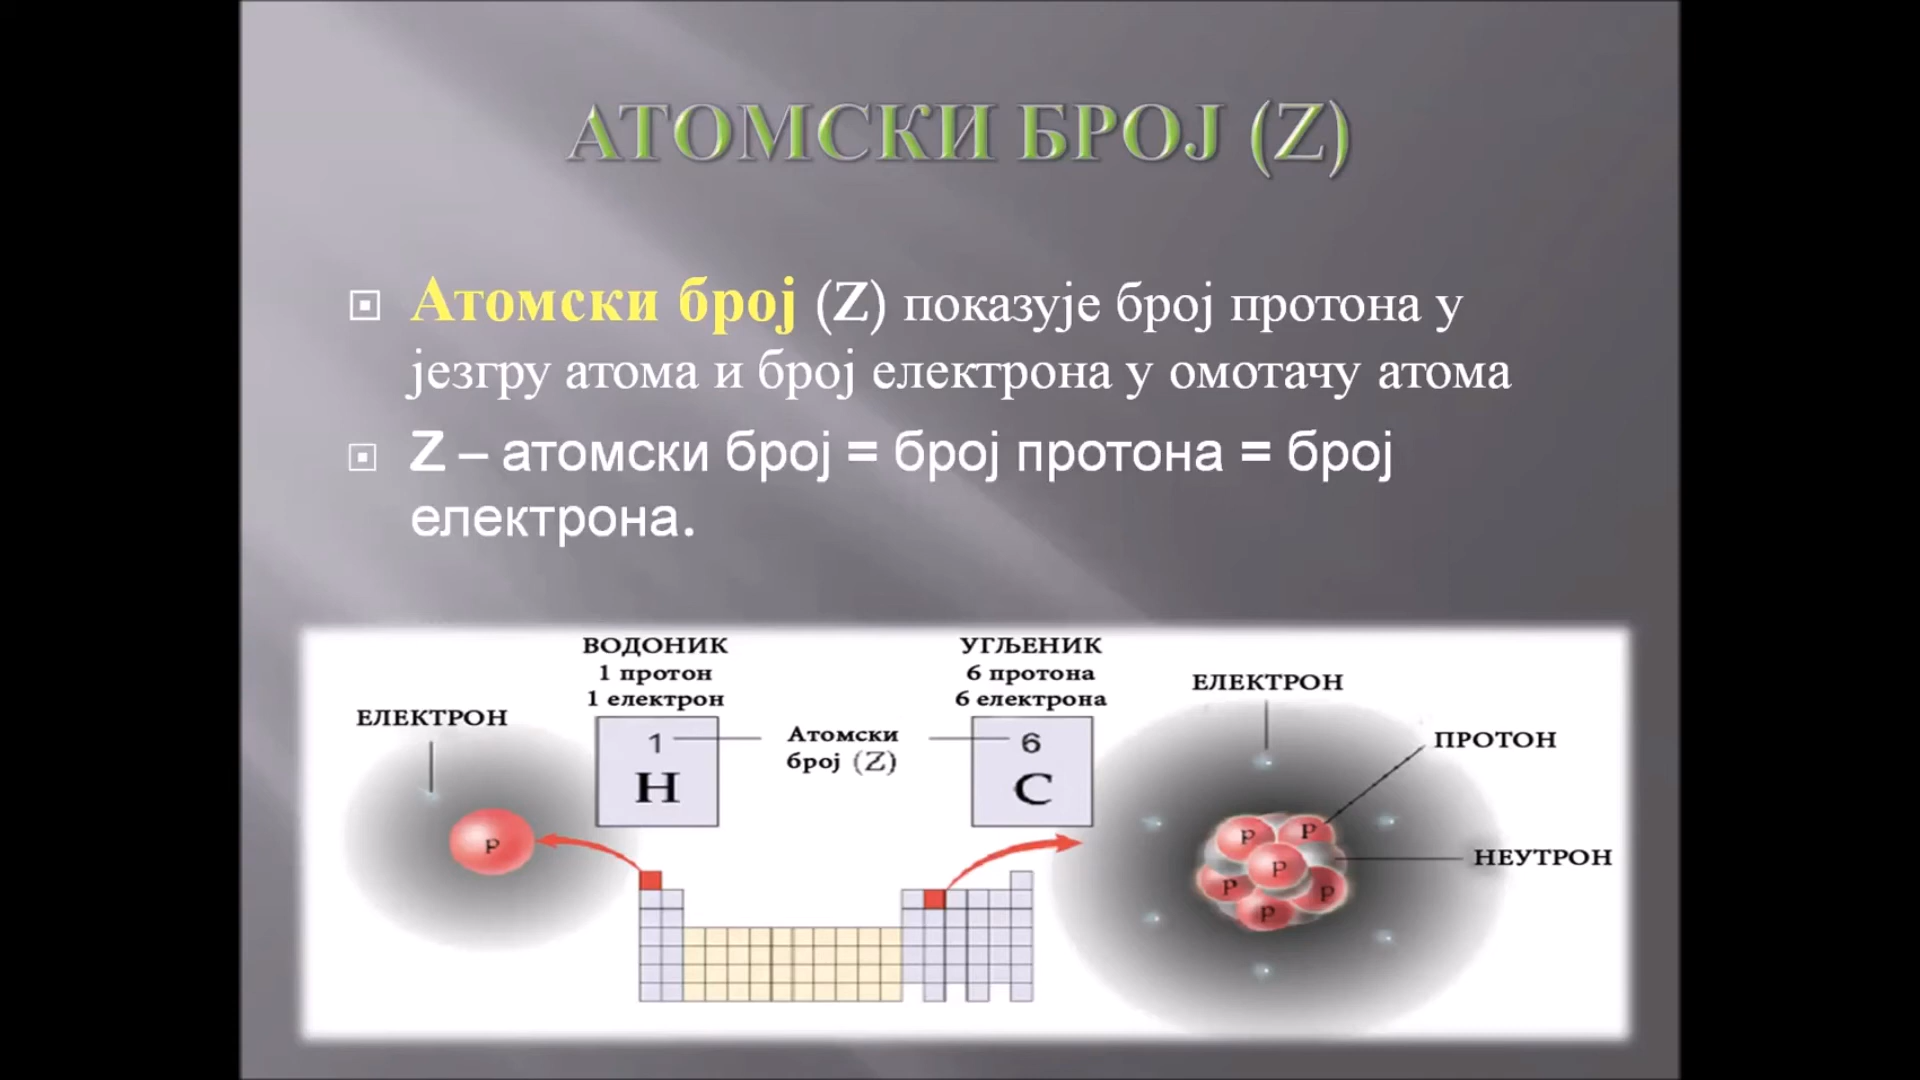 АТОМСКИ БРОЈ (Z)
Атомски број (Z) показује број протона у
језгру атома и број електрона у омотачу атома
Z – атомски број = број протона = број
електрона.
ВОДОНИК
1 протон
1 електрон
УГЉЕНИК
6 протона
6 електрона
ЕЛЕКТРОН
ЕЛЕКТРОН
1
H
Атомски
број (Z)
6
C
ПРОТОН
НЕУТРОН
p
p
p
p
p
p
p